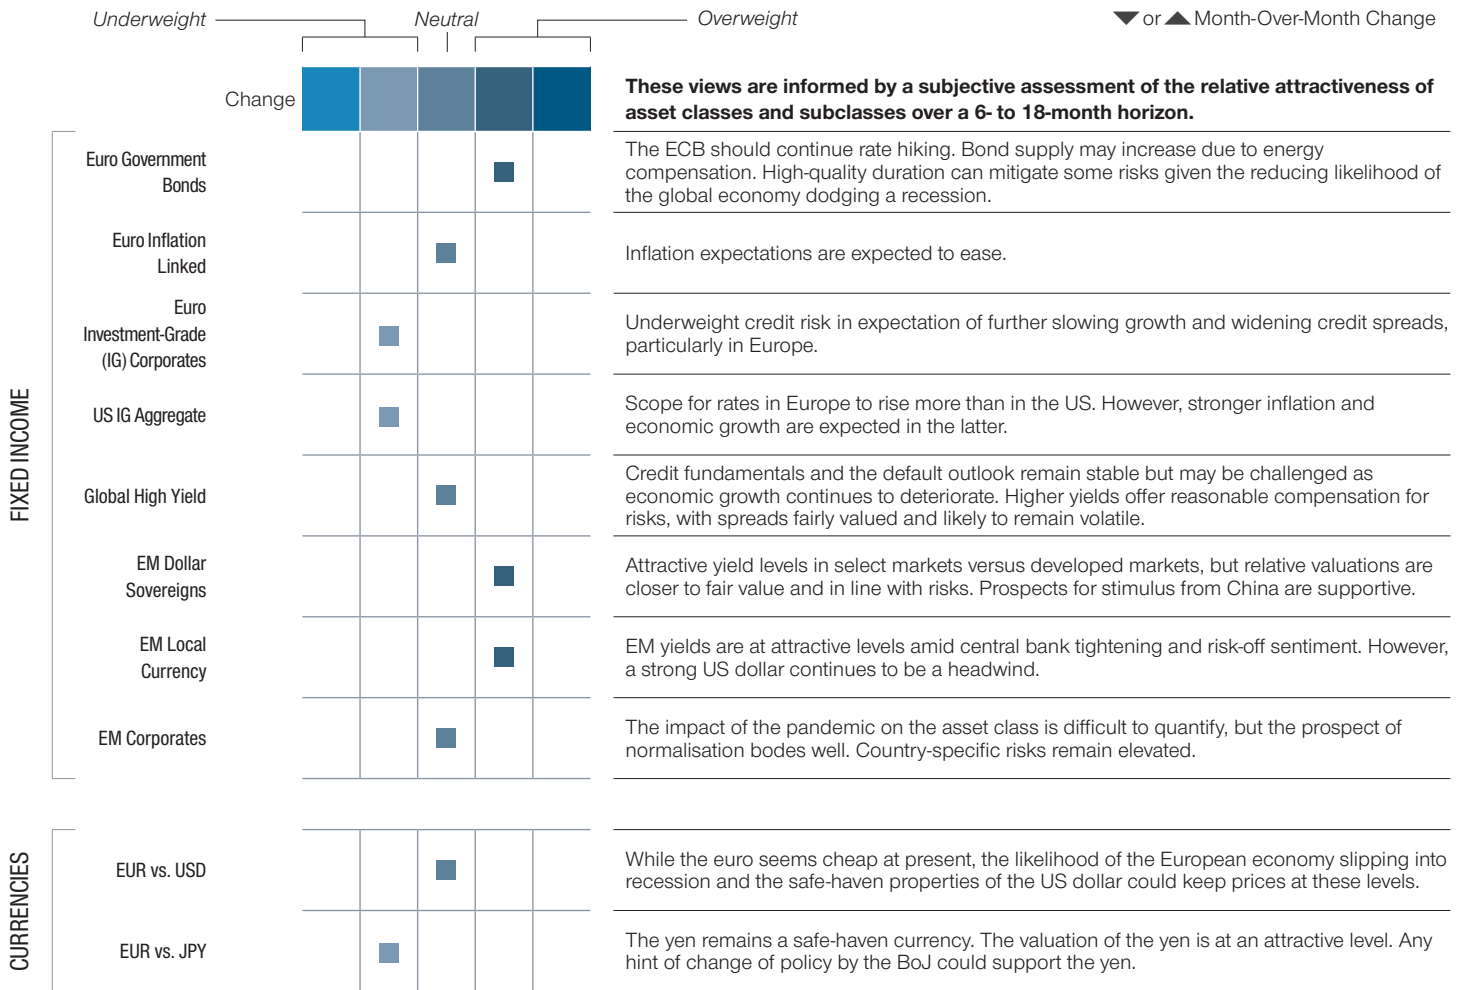 Underweight Neutral Overweight ▼ or ▲ Month-Over-Month Change
Change
These views are informed by a subjective assessment of the relative attractiveness of
asset classes and subclasses over a 6- to 18-month horizon.
FIXED INCOME
Euro Government
Bonds
The ECB should continue rate hiking. Bond supply may increase due to energy
compensation. High-quality duration can mitigate some risks given the reducing likelihood of
the global economy dodging a recession.
Euro Inflation
Linked
Inflation expectations are expected to ease.
Euro
Investment-Grade
(IG) Corporates
Underweight credit risk in expectation of further slowing growth and widening credit spreads,
particularly in Europe.
US IG Aggregate
Scope for rates in Europe to rise more than in the US. However, stronger inflation and
economic growth are expected in the latter.
Global High Yield
Credit fundamentals and the default outlook remain stable but may be challenged as
economic growth continues to deteriorate. Higher yields offer reasonable compensation for
risks, with spreads fairly valued and likely to remain volatile.
EM Dollar
Sovereigns
Attractive yield levels in select markets versus developed markets, but relative valuations are
closer to fair value and in line with risks. Prospects for stimulus from China are supportive.
EM Local
Currency
EM yields are at attractive levels amid central bank tightening and risk-off sentiment. However,
a strong US dollar continues to be a headwind.
EM Corporates
The impact of the pandemic on the asset class is difficult to quantify, but the prospect of
normalisation bodes well. Country-specific risks remain elevated.
CURRENCIES
EUR vs. USD
While the euro seems cheap at present, the likelihood of the European economy slipping into
recession and the safe-haven properties of the US dollar could keep prices at these levels.
EUR vs. JPY
The yen remains a safe-haven currency. The valuation of the yen is at an attractive level. Any
hint of change of policy by the BoJ could support the yen.